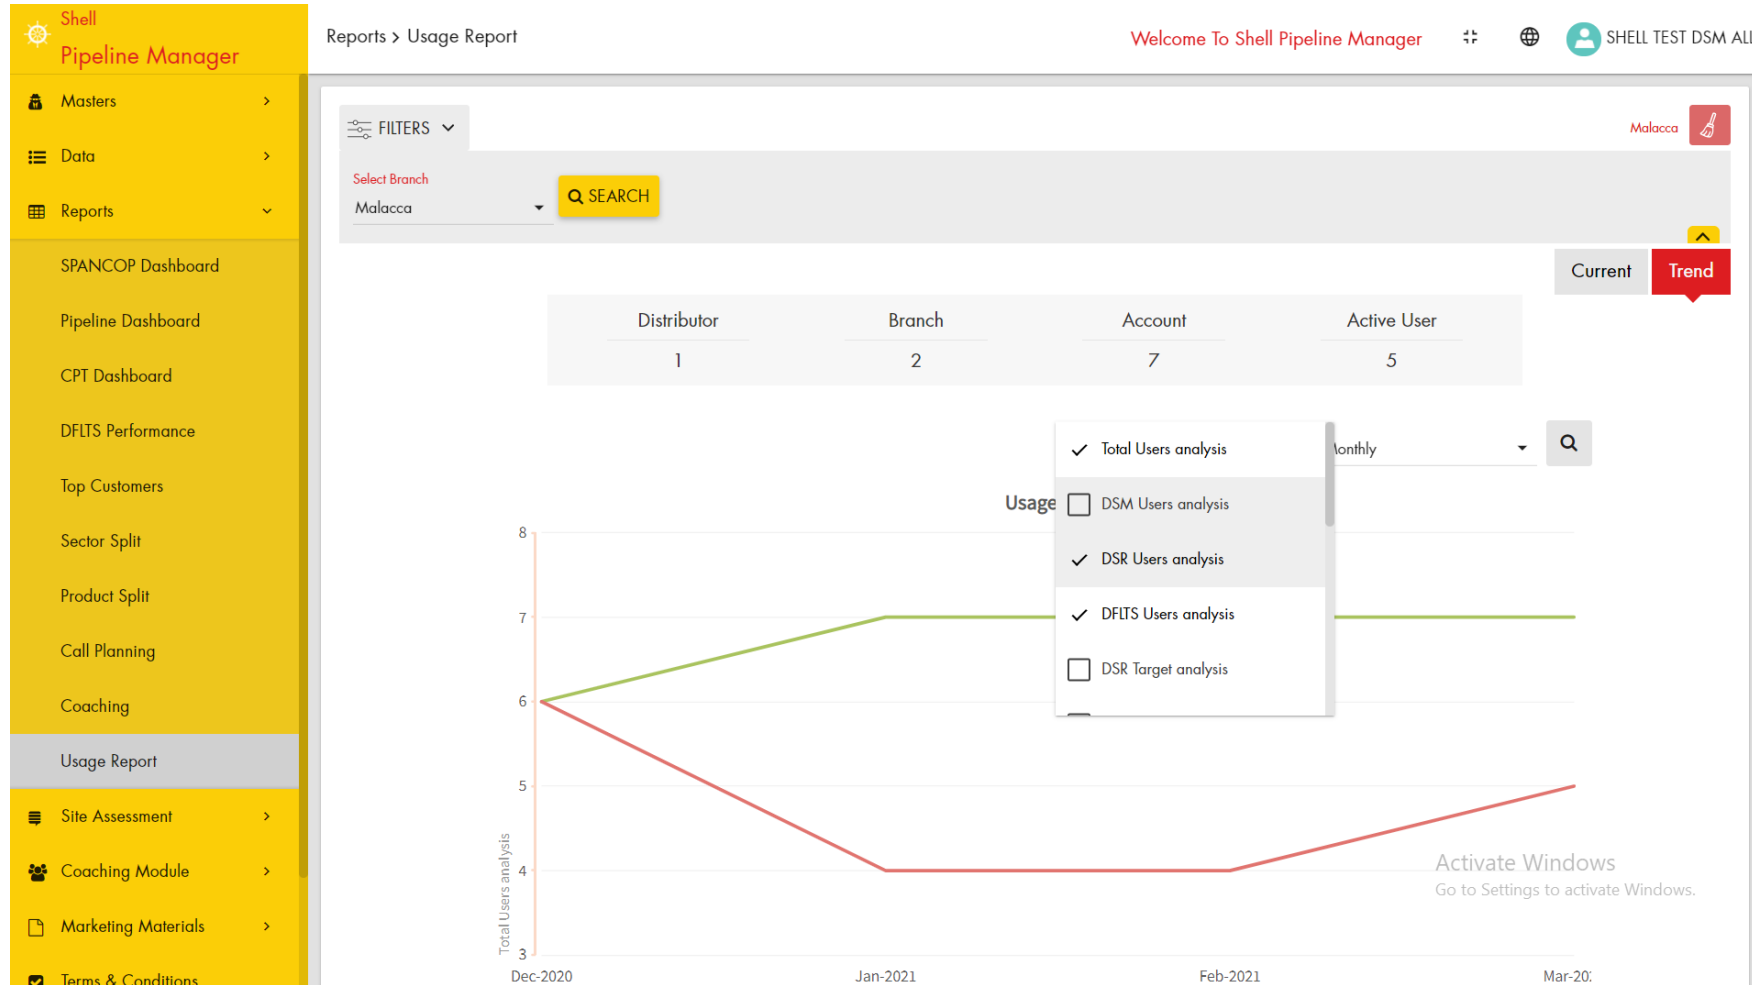 Shell
Pipeline Manager
Reports > Usage Report
Welcome To Shell Pipeline Manager
SHELL TEST DSM ALL
Masters
Data
Reports
SPANCOP Dashboard
Pipeline Dashboard
CPT Dashboard
DFLTS Performance
Top Customers
Sector Split
Product Split
Call Planning
Coaching
Usage Report
Site Assessment
Coaching Module
Marketing Materials
Terms & Conditions
FILTERS
Malacca
Select Branch
Malacca
SEARCH
Current
Trend
Distributor
Branch
Account
Active User
1
2
7
5
Total Users analysis
DSM Users analysis
DSR Users analysis
DFLTS Users analysis
DSR Target analysis
Monthly
Usage
8
7
6
5
4
3
Total Users analysis
Dec-2020
Jan-2021
Feb-2021
Mar-202
Activate Windows
Go to Settings to activate Windows.